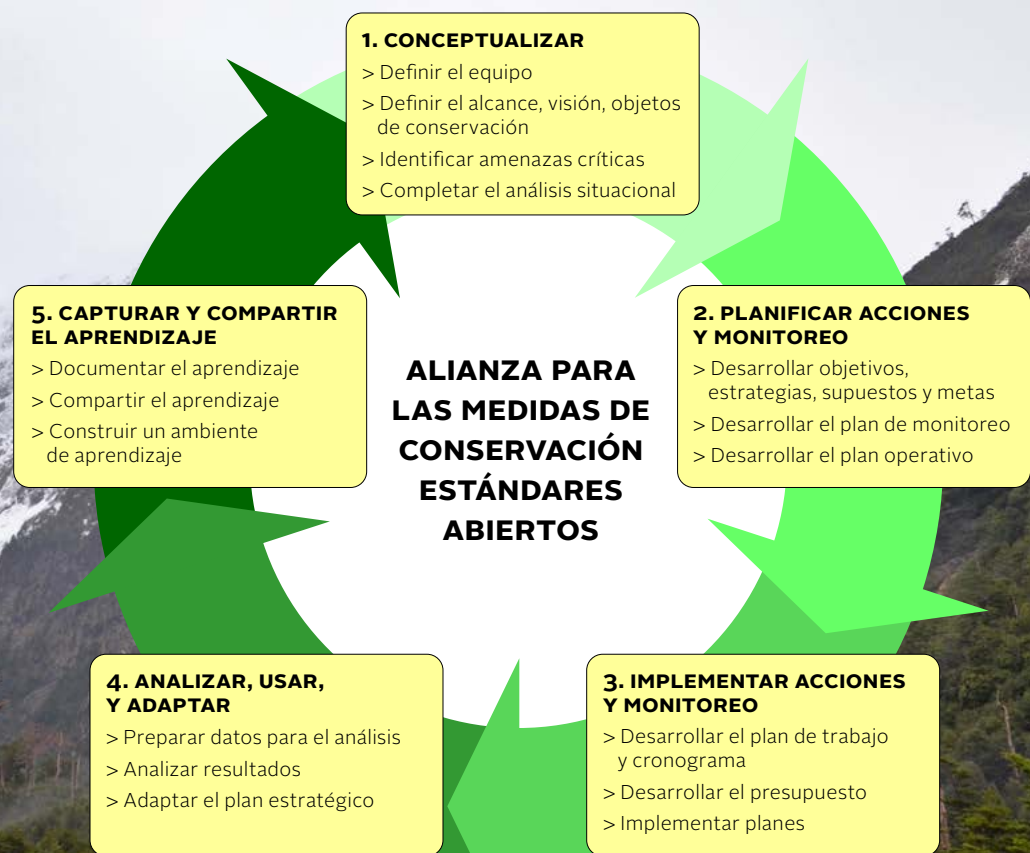 1. CONCEPTUALIZAR
> Definir el equipo
> Definir el alcance, visión, objetos
de conservación
> Identificar amenazas críticas
> Completar el análisis situacional
5. CAPTURAR Y COMPARTIR
EL APRENDIZAJE
> Documentar el aprendizaje
> Compartir el aprendizaje
> Construir un ambiente
de aprendizaje
ALIANZA PARA
LAS MEDIDAS DE
CONSERVACIÓN
ESTÁNDARES
ABIERTOS
2. PLANIFICAR ACCIONES
Y MONITOREO
> Desarrollar objetivos,
estrategias, supuestos y metas
> Desarrollar el plan de monitoreo
> Desarrollar el plan operativo
4. ANALIZAR, USAR,
Y ADAPTAR
> Preparar datos para el análisis
> Analizar resultados
> Adaptar el plan estratégico
3. IMPLEMENTAR ACCIONES
Y MONITOREO
> Desarrollar el plan de trabajo
y cronograma
> Desarrollar el presupuesto
> Implementar planes